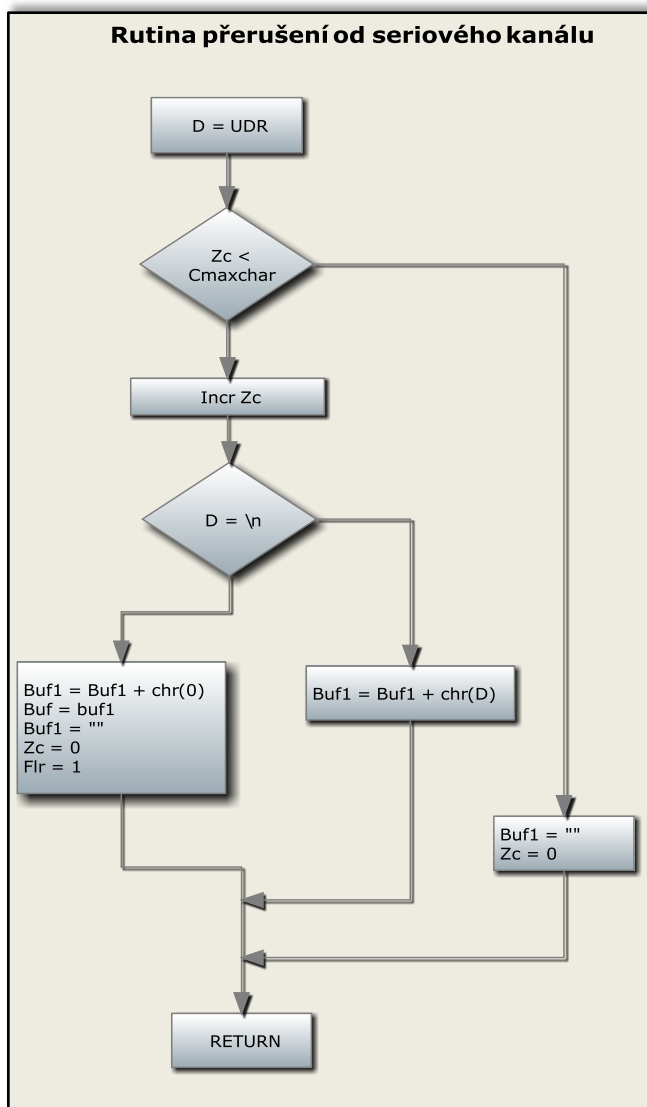 Rutina přerušení od seriového kanálu
D = UDR
Zc <
Cmaxchar
Incr Zc
D = \n
Buf1 = Buf1 + chr(0)
Buf = buf1
Buf1 = ""
Zc = 0
Flr = 1
Buf1 = Buf1 + chr(D)
Buf1 = ""
Zc = 0
RETURN